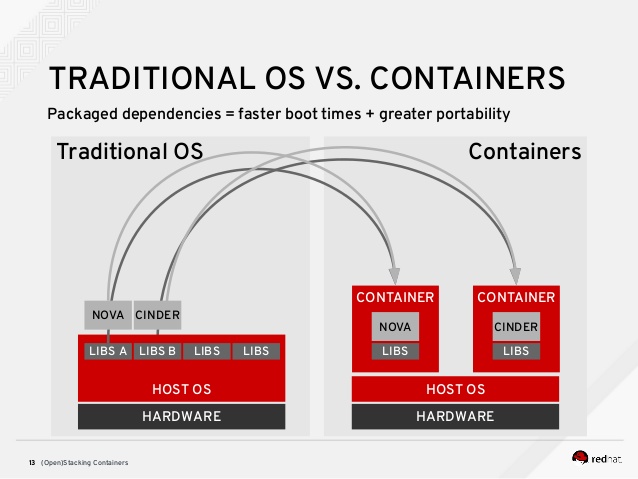 TRADITIONAL OS VS. CONTAINERS
Packaged dependencies = faster boot times + greater portability
Traditional OS
NOVA CINDER
LIBS A LIBS B LIBS LIBS
HOST OS
HARDWARE
Containers
CONTAINER CONTAINER
NOVA CINDER
LIBS LIBS
HOST OS
HARDWARE
13 (Open)Stacking Containers
redhat.